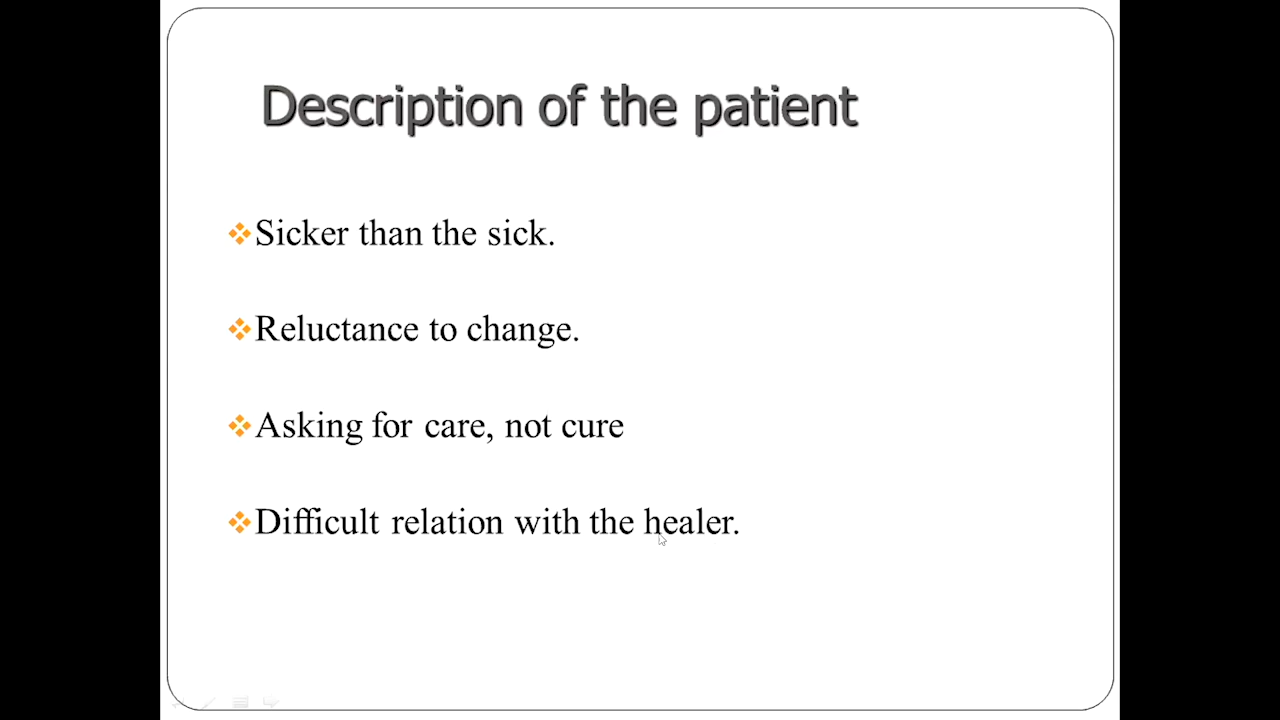 Description of the patient
Sicker than the sick.
Reluctance to change.
Asking for care, not cure
Difficult relation with the healer.